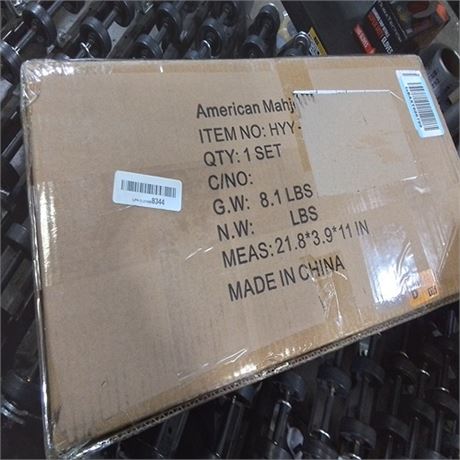 American Mahj
ITEM NO: HYY-
QTY: 1 SET
C/NO:
G.W: 8.1 LBS
N.W: LBS
MEAS: 21.8*3.9*11 IN
MADE IN CHINA
8344
D